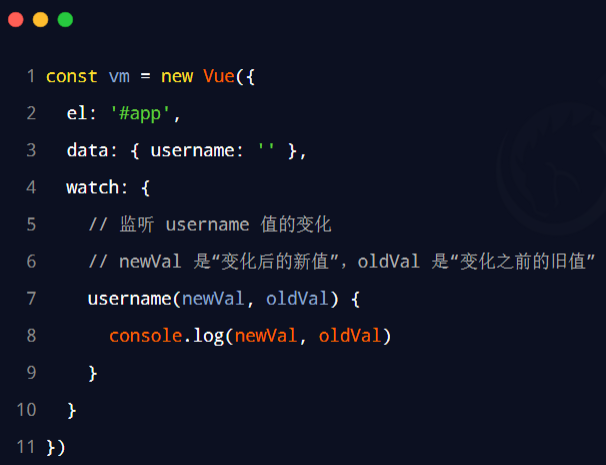 1 const vm = new Vue({
2   el: '#app',
3   data: { username: '' },
4   watch: {
5     // 监听 username 值的变化
6     // newVal 是“变化后的新值”，oldVal 是“变化之前的旧值”
7     username(newVal, oldVal) {
8       console.log(newVal, oldVal)
9     }
10   }
11 })